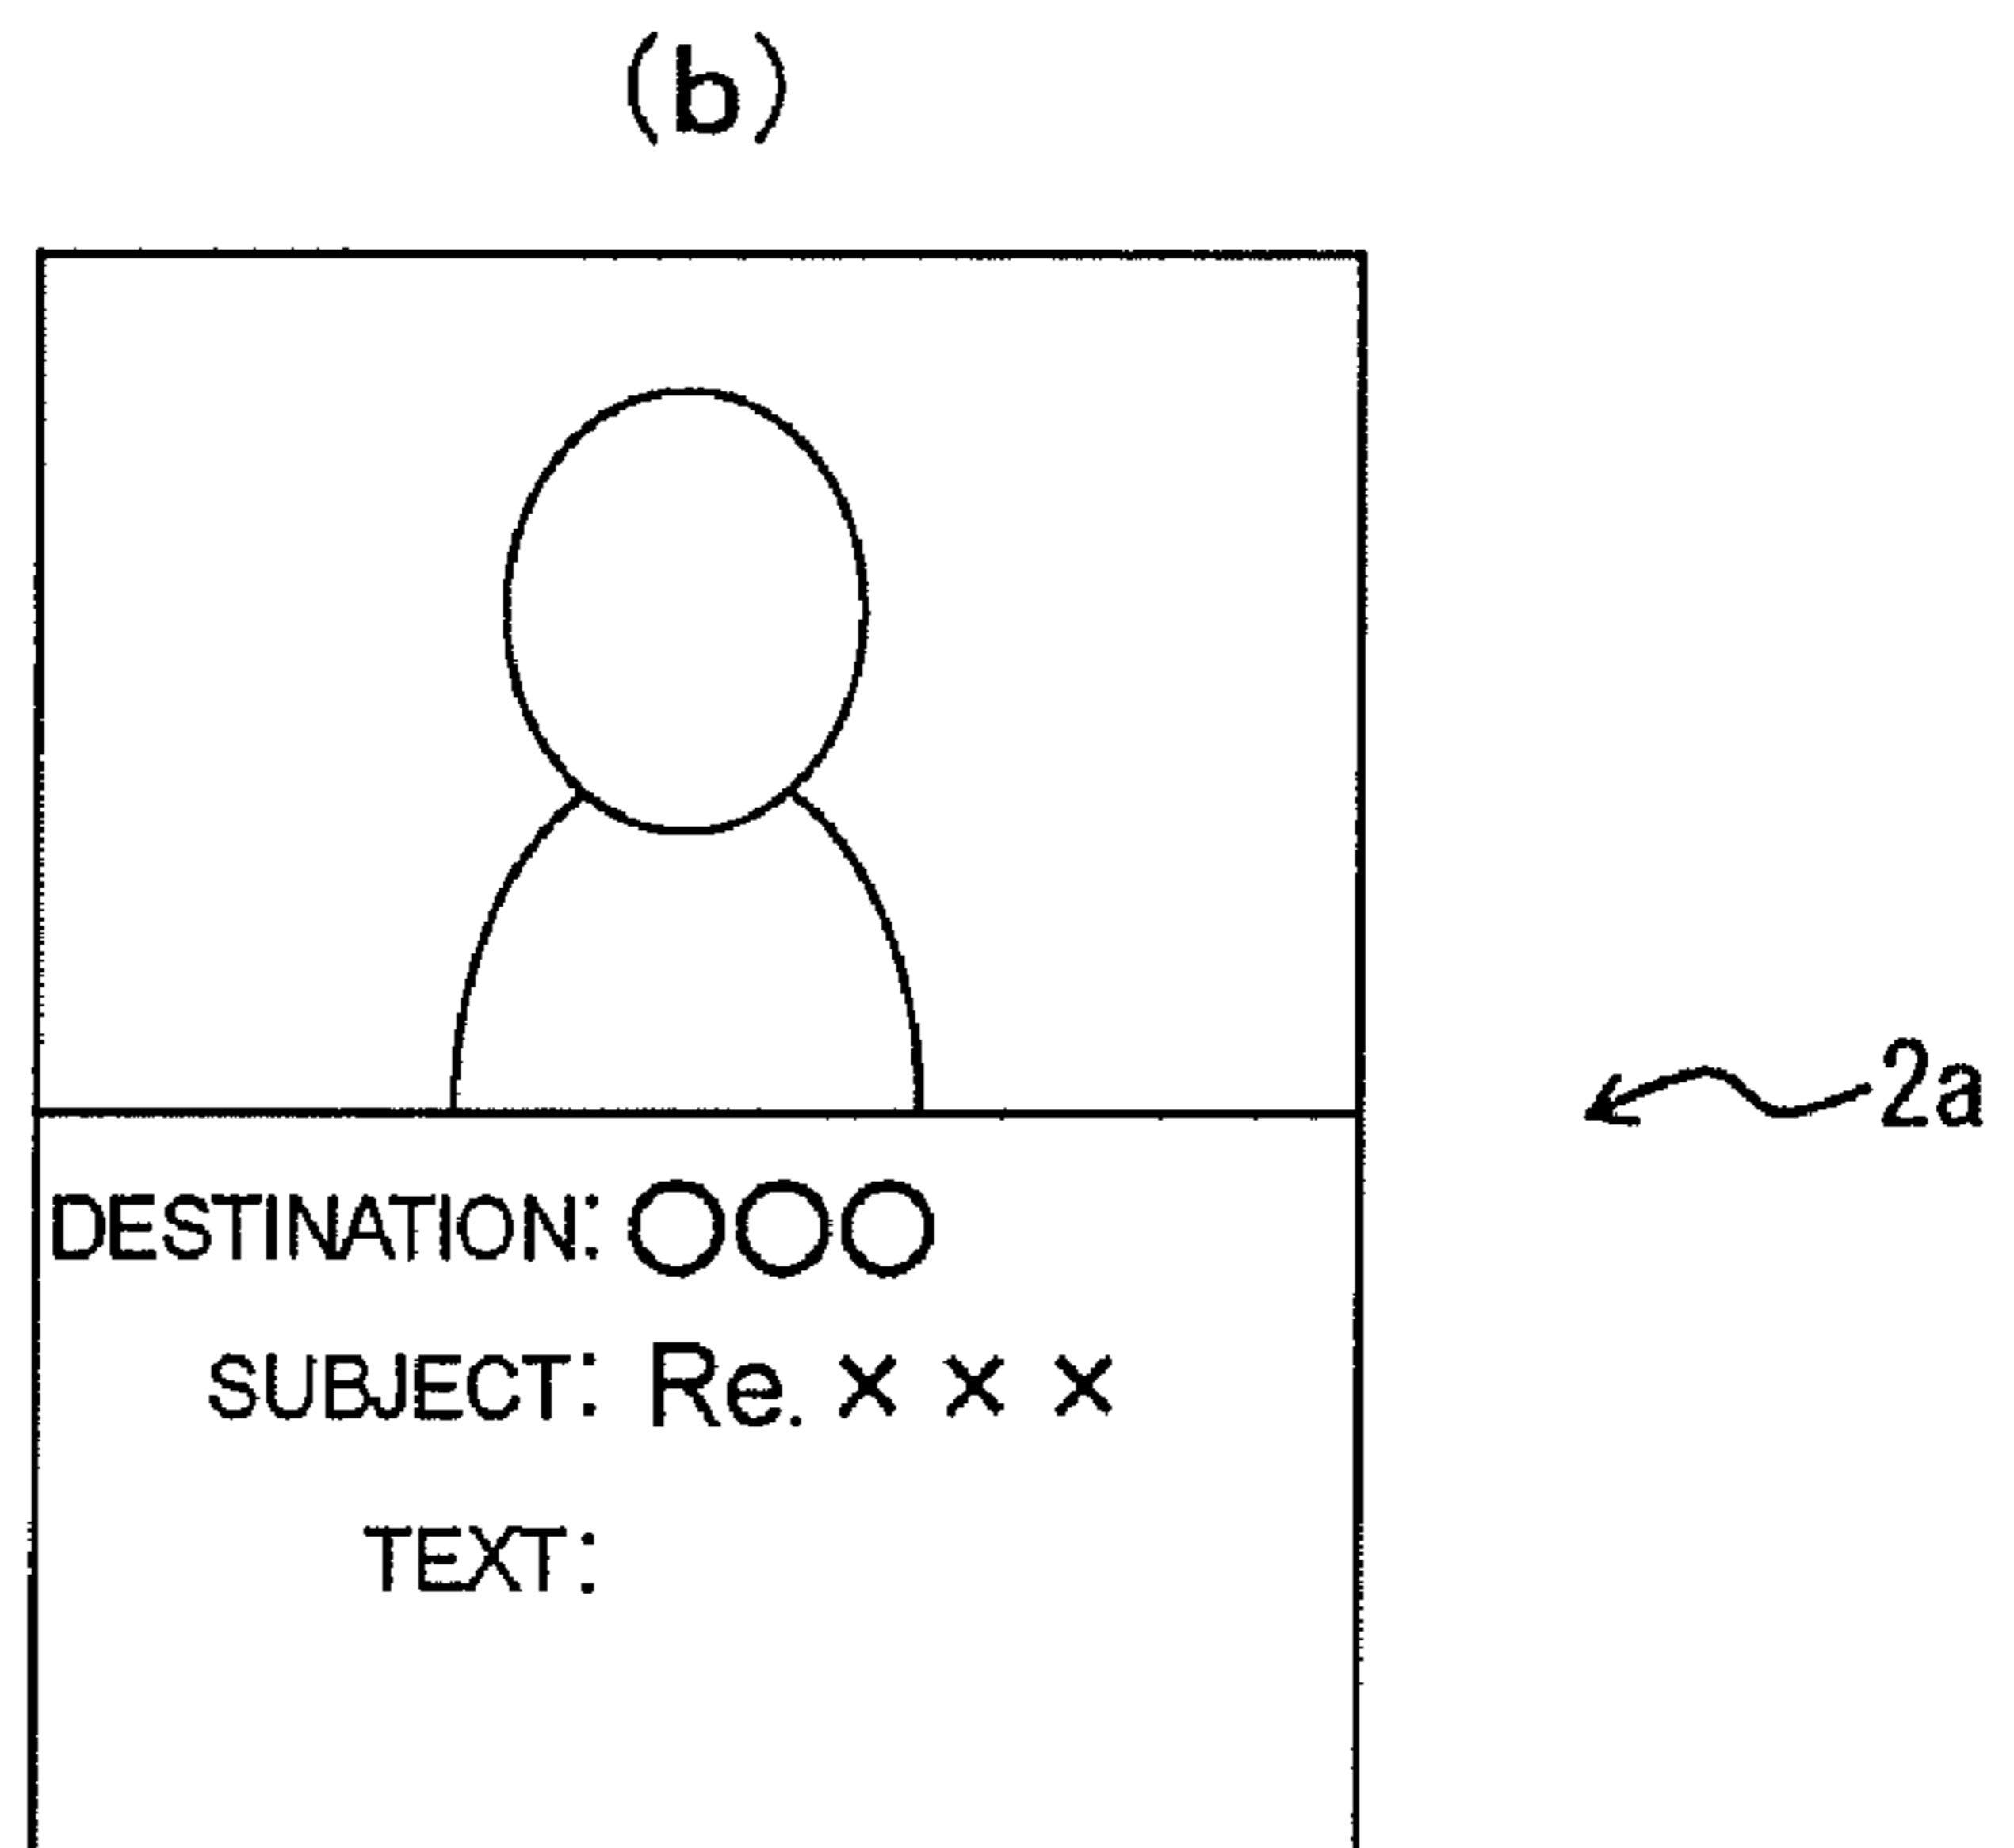 (b)
2a
DESTINATION: ○○○
SUBJECT: Re. × × ×
TEXT: